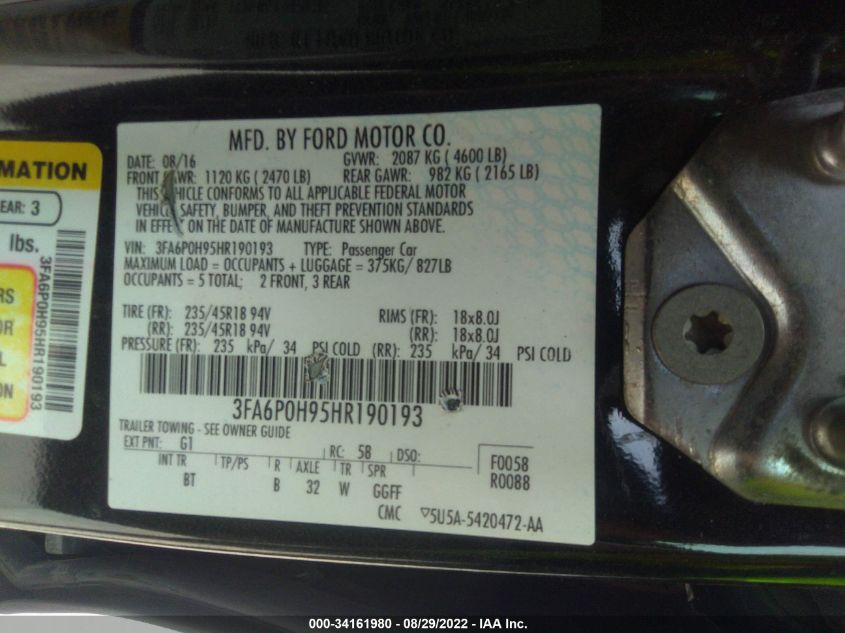 MFD. BY FORD MOTOR CO.
DATE: 08/16 GVWR: 2087 KG ( 4600 LB)
FRONT WR: 1120 KG ( 2470 LB) REAR GAWR: 982 KG ( 2165 LB)
THIS VEHICLE CONFORMS TO ALL APPLICABLE FEDERAL MOTOR
VEHICLE SAFETY, BUMPER, AND THEFT PREVENTION STANDARDS
IN EFFECT ON THE DATE OF MANUFACTURE SHOWN ABOVE.
VIN: 3FA6P0H95HR190193 TYPE: Passenger Car
MAXIMUM LOAD = OCCUPANTS + LUGGAGE = 375KG/ 827LB
OCCUPANTS = 5 TOTAL; 2 FRONT, 3 REAR
TIRE (FR): 235/45R18 94V RIMS (FR): 18x8.0J
(RR): 235/45R18 94V (RR): 18x8.0J
PRESSURE (FR): 235 kPa/ 34 PSI COLD (RR): 235 kPa/ 34 PSI COLD
3FA6P0H95HR190193
TRAILER TOWING - SEE OWNER GUIDE
EXT PNT: G1 RC: 58 DSO:
F0058
R0088
INT TR TP/PS R AXLE TR SPR
BT B 32 W GGFF
CMC 5U5A-5420472-AA
RMATION
EAR: 3
lbs.
RS
OR
L
ON
3FA6P0H95HR190193
000-34161980 - 08/29/2022 - IAA Inc.